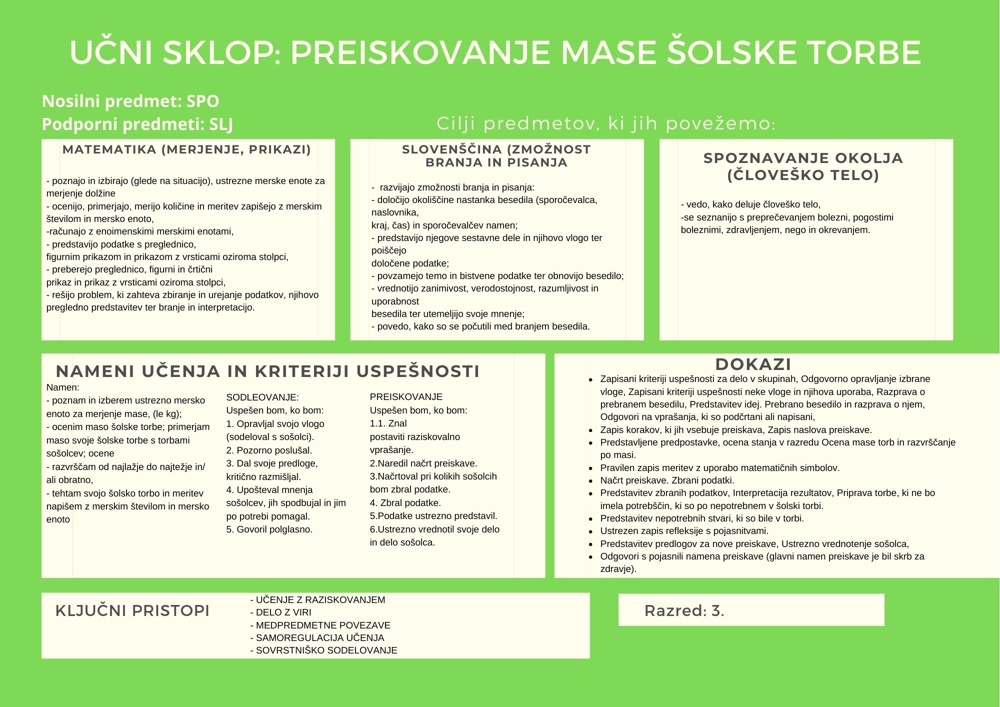 UČNI SKLOP: PREISKOVANJE MASE ŠOLSKE TORBE
Nosilni predmet: SPO
Podporni predmeti: SLJ
Cilji predmetov, ki jih povežemo:
MATEMATIKA (MERJENJE, PRIKAZI)
- poznajo in izbirajo (glede na situacijo), ustrezne merske enote za
merjenje dolžine
- ocenijo, primerjajo, merijo količine in meritev zapišejo z merskim
številom in mersko enoto,
-računajo z enoimenskimi merskimi enotami,
- predstavijo podatke s preglednico,
figurnim prikazom in prikazom z vrsticami oziroma stolpci,
- preberejo preglednico, figurni in črtični
prikaz in prikaz z vrsticami oziroma stolpci,
- rešijo problem, ki zahteva zbiranje in urejanje podatkov, njihovo
pregledno predstavitev ter branje in interpretacijo.
SLOVENŠČINA (ZMOŽNOST
BRANJA IN PISANJA
-  razvijajo zmožnosti branja in pisanja:
- določijo okoliščine nastanka besedila (sporočevalca,
naslovnika,
kraj, čas) in sporočevalčev namen;
- predstavijo njegove sestavne dele in njihovo vlogo ter
poiščejo
določene podatke;
- povzamejo temo in bistvene podatke ter obnovijo besedilo;
- vrednotijo zanimivost, verodostojnost, razumljivost in
uporabnost
besedila ter utemeljijo svoje mnenje;
- povedo, kako so se počutili med branjem besedila.
SPOZNAVANJE OKOLJA
(ČLOVEŠKO TELO)
- vedo, kako deluje človeško telo,
-se seznanijo s preprečevanjem bolezni, pogostimi
boleznimi, zdravljenjem, nego in okrevanjem.
NAMENI UČENJA IN KRITERIJI USPEŠNOSTI
Namen:
- poznam in izberem ustrezno mersko
enoto za merjenje mase, (le kg);
- ocenim maso šolske torbe; primerjam
maso svoje šolske torbe s torbami
sošolcev; ocene
- razvrščam od najlažje do najtežje in/
ali obratno,
- tehtam svojo šolsko torbo in meritev
napišem z merskim številom in mersko
enoto
SODLEOVANJE:
Uspešen bom, ko bom:
1. Opravljal svojo vlogo
(sodeloval s sošolci).
2. Pozorno poslušal.
3. Dal svoje predloge,
kritično razmišljal.
4. Upošteval mnenja
sošolcev, jih spodbujal in jim
po potrebi pomagal.
5. Govoril polglasno.
PREISKOVANJE
Uspešen bom, ko bom:
1.1. Znal
postaviti raziskovalno
vprašanje.
2.Naredil načrt preiskave.
3.Načrtoval pri kolikih sošolcih
bom zbral podatke.
4. Zbral podatke.
5.Podatke ustrezno predstavil.
6.Ustrezno vrednotil svoje delo
in delo sošolca.
DOKAZI
• Zapisani kriteriji uspešnosti za delo v skupinah, Odgovorno opravljanje izbrane
vloge, Zapisani kriteriji uspešnosti neke vloge in njihova uporaba, Razprava o
prebranem besedilu, Predstavitev idej. Prebrano besedilo in razprava o njem,
Odgovori na vprašanja, ki so podčrtani ali napisani,
• Zapis korakov, ki jih vsebuje preiskava, Zapis naslova preiskave.
• Predstavljene predpostavke, ocena stanja v razredu Ocena mase torb in razvrščanje
po masi.
• Pravilen zapis meritev z uporabo matematičnih simbolov.
• Načrt preiskave. Zbrani podatki.
• Predstavitev zbranih podatkov, Interpretacija rezultatov, Priprava torbe, ki ne bo
imela potrebščin, ki so po nepotrebnem v šolski torbi.
• Predstavitev nepotrebnih stvari, ki so bile v torbi.
• Ustrezen zapis refleksije s pojasnitvami.
• Predstavitev predlogov za nove preiskave, Ustrezno vrednotenje sošolca,
• Odgovori s pojasnili namena preiskave (glavni namen preiskave je bil skrb za
zdravje).
KLJUČNI PRISTOPI
- UČENJE Z RAZISKOVANJEM
- DELO Z VIRI
- MEDPREDMETNE POVEZAVE
- SAMOREGULACIJA UČENJA
- SOVRSTNIŠKO SODELOVANJE
Razred: 3.